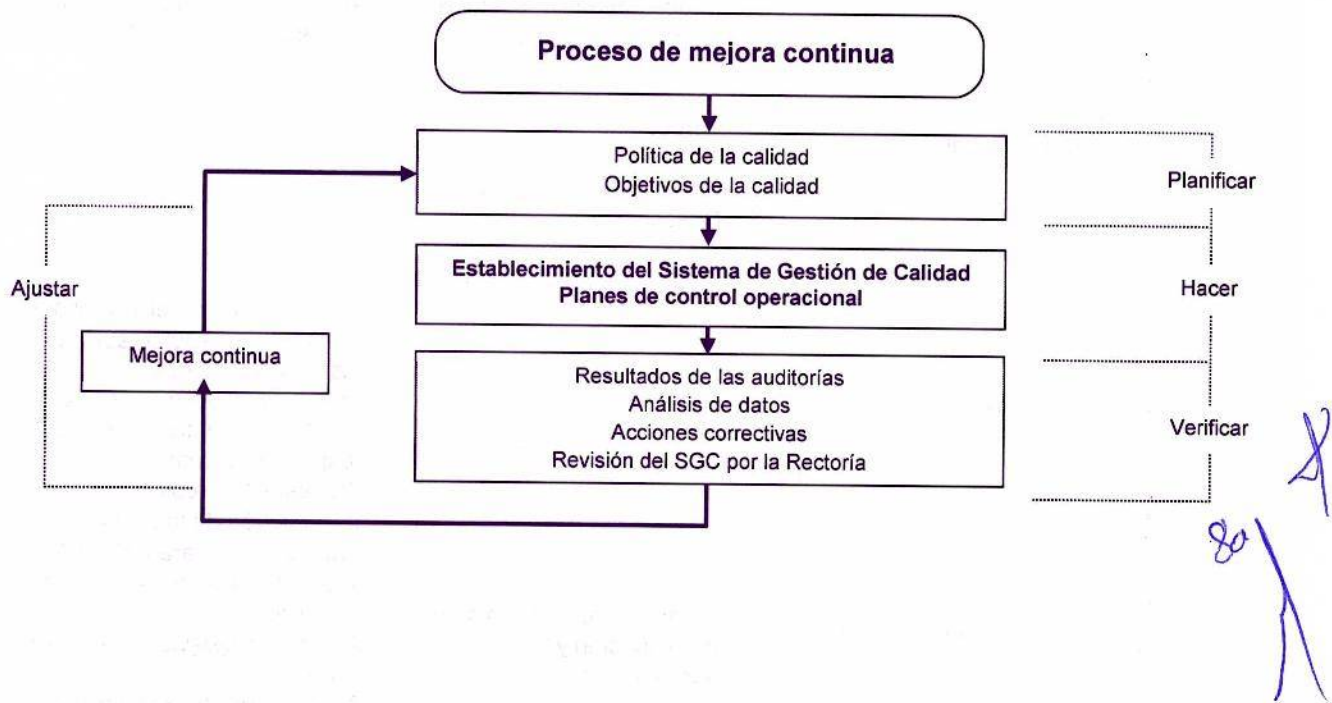 Proceso de mejora continua
Política de la calidad
Objetivos de la calidad
Planificar
Establecimiento del Sistema de Gestión de Calidad
Planes de control operacional
Hacer
Ajustar
Mejora continua
Resultados de las auditorías
Análisis de datos
Acciones correctivas
Revisión del SGC por la Rectoría
Verificar